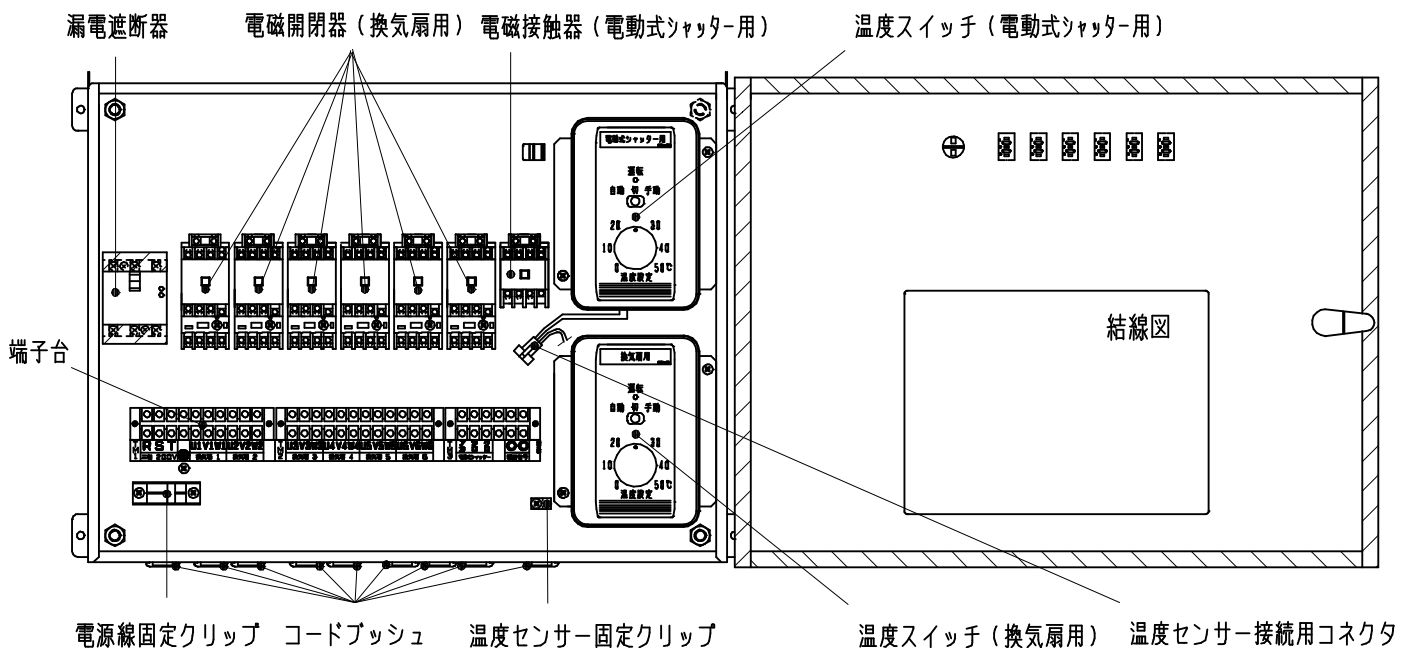 漏電遮断器
電磁開閉器（換気扇用）
電磁接触器（電動式シャッター用）
温度スイッチ（電動式シャッター用）
電動式シャッター用
運転
自動 切 手動
20 30
10 40
0 50℃
温度設定
結線図
換気扇用
運転
自動 切 手動
20 30
10 40
0 50℃
温度設定
端子台
R S T U1 V1 W1 U2 V2 W2
電源線固定クリップ
コードブッシュ
温度センサー固定クリップ
温度スイッチ（換気扇用）
温度センサー接続用コネクタ